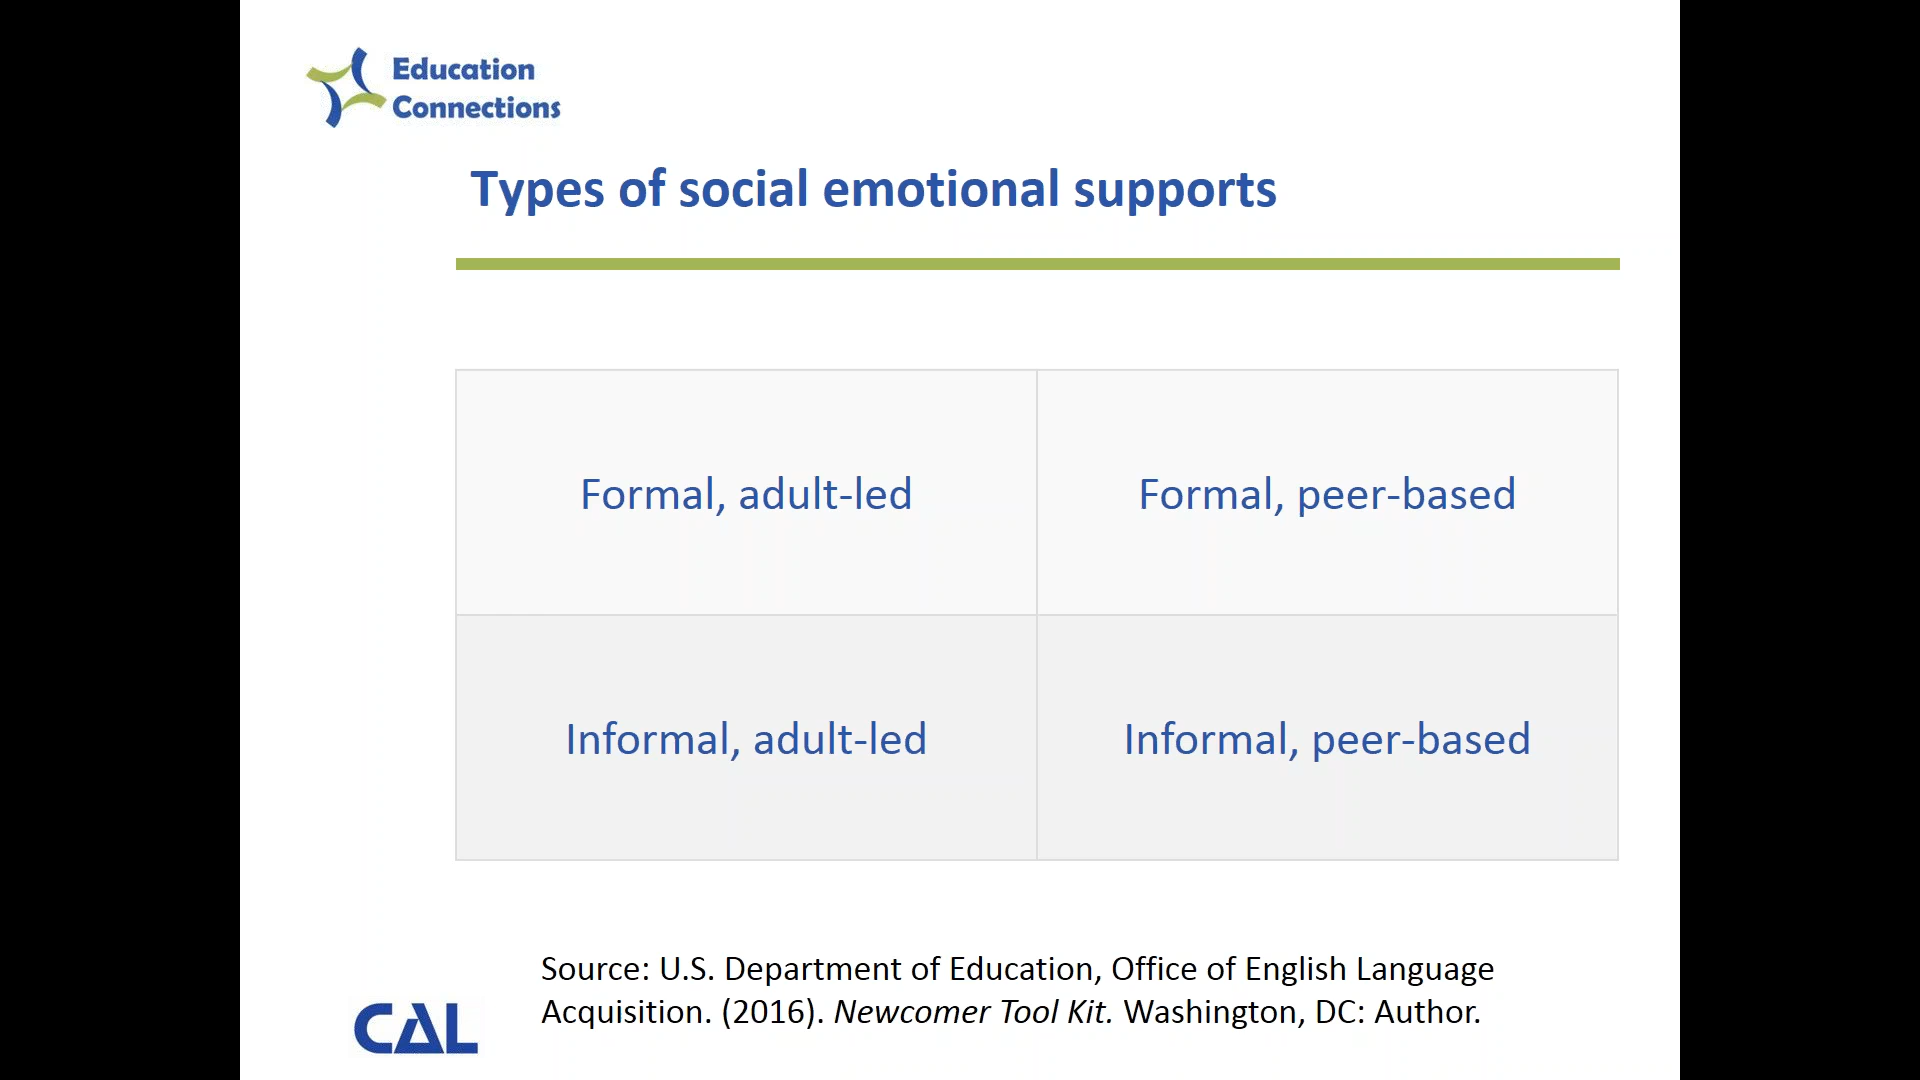 Education
Connections
Types of social emotional supports
Formal, adult-led
Formal, peer-based
Informal, adult-led
Informal, peer-based
Source: U.S. Department of Education, Office of English Language
Acquisition. (2016). Newcomer Tool Kit. Washington, DC: Author.
CAL